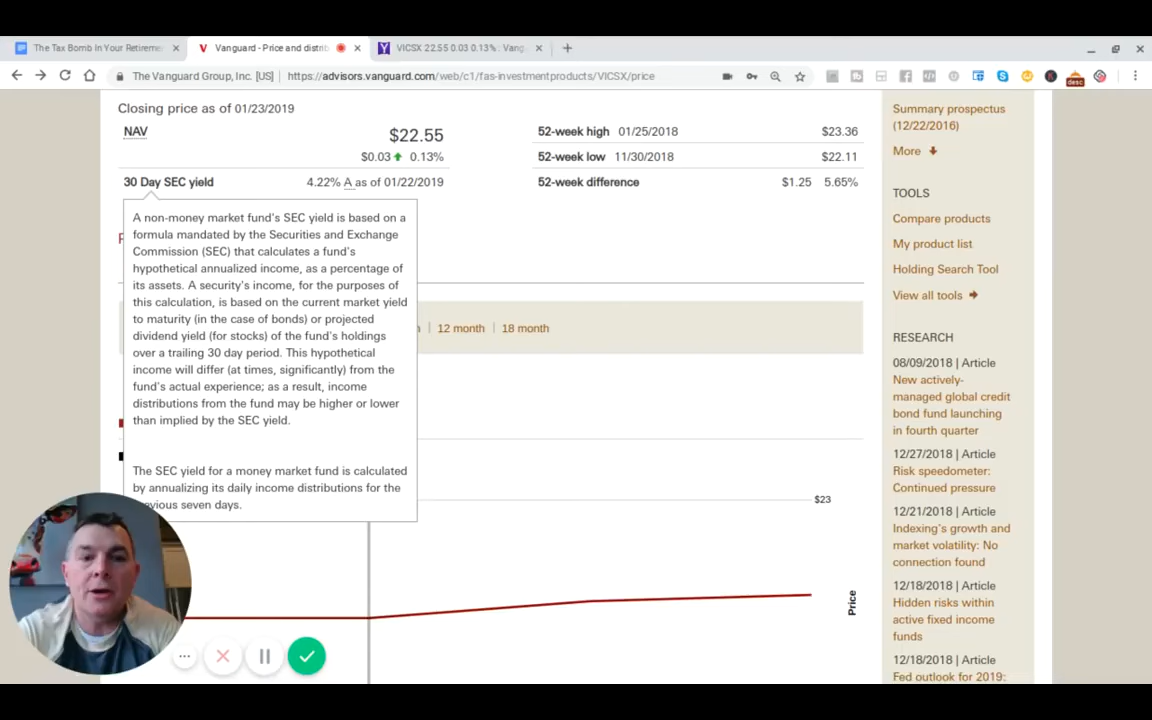 The Tax Bomb In Your Retireme
Vanguard - Price and distrib
VICSX 22.55 0.03 0.13% : Vang
The Vanguard Group, Inc. [US]
https://advisors.vanguard.com/web/c1/fas-investmentproducts/VICSX/price
desc
Closing price as of 01/23/2019
NAV
$22.55
$0.03 0.13%
30 Day SEC yield
4.22% A as of 01/22/2019
52-week high 01/25/2018 $23.36
52-week low 11/30/2018 $22.11
52-week difference $1.25 5.65%
A non-money market fund's SEC yield is based on a
formula mandated by the Securities and Exchange
Commission (SEC) that calculates a fund's
hypothetical annualized income, as a percentage of
its assets. A security's income, for the purposes of
this calculation, is based on the current market yield
to maturity (in the case of bonds) or projected
dividend yield (for stocks) of the fund's holdings
over a trailing 30 day period. This hypothetical
income will differ (at times, significantly) from the
fund's actual experience; as a result, income
distributions from the fund may be higher or lower
than implied by the SEC yield.
The SEC yield for a money market fund is calculated
by annualizing its daily income distributions for the
evious seven days.
12 month | 18 month
$23
Price
Summary prospectus
(12/22/2016)
More
TOOLS
Compare products
My product list
Holding Search Tool
View all tools
RESEARCH
08/09/2018 | Article
New actively-
managed global credit
bond fund launching
in fourth quarter
12/27/2018 | Article
Risk speedometer:
Continued pressure
12/21/2018 | Article
Indexing's growth and
market volatility: No
connection found
12/18/2018 | Article
Hidden risks within
active fixed income
funds
12/18/2018 | Article
Fed outlook for 2019: